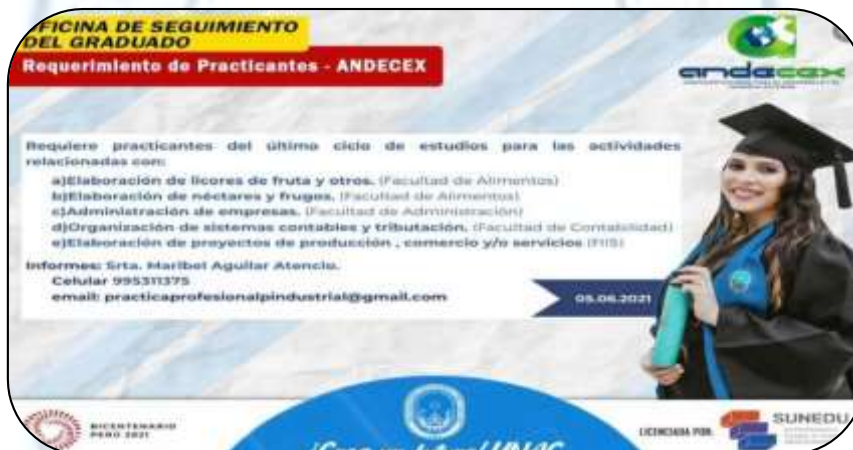 OFICINA DE SEGUIMIENTO
DEL GRADUADO
Requerimiento de Practicantes - ANDECEX
andecex
Requiero practicantes del último ciclo de estudios para las actividades
relacionadas con:
a)Elaboración de licores de fruta y otros. (Facultad de Alimentos)
b)Elaboración de néctares y frugos. (Facultad de Alimentos)
c)Administración de empresas. (Facultad de Administración)
d)Organización de sistemas contables y tributación. (Facultad de Contabilidad)
e)Elaboración de proyectos de producción , comercio y/o servicios (FIIS)
Informes: Srta. Maribel Aguilar Atencio.
Celular 995311375
email: practicaprofesionalpindustrial@gmail.com
05.06.2021
BICENTENARIO
PERÚ 2021
UNAC
LICENCIADA POR:
SUNEDU